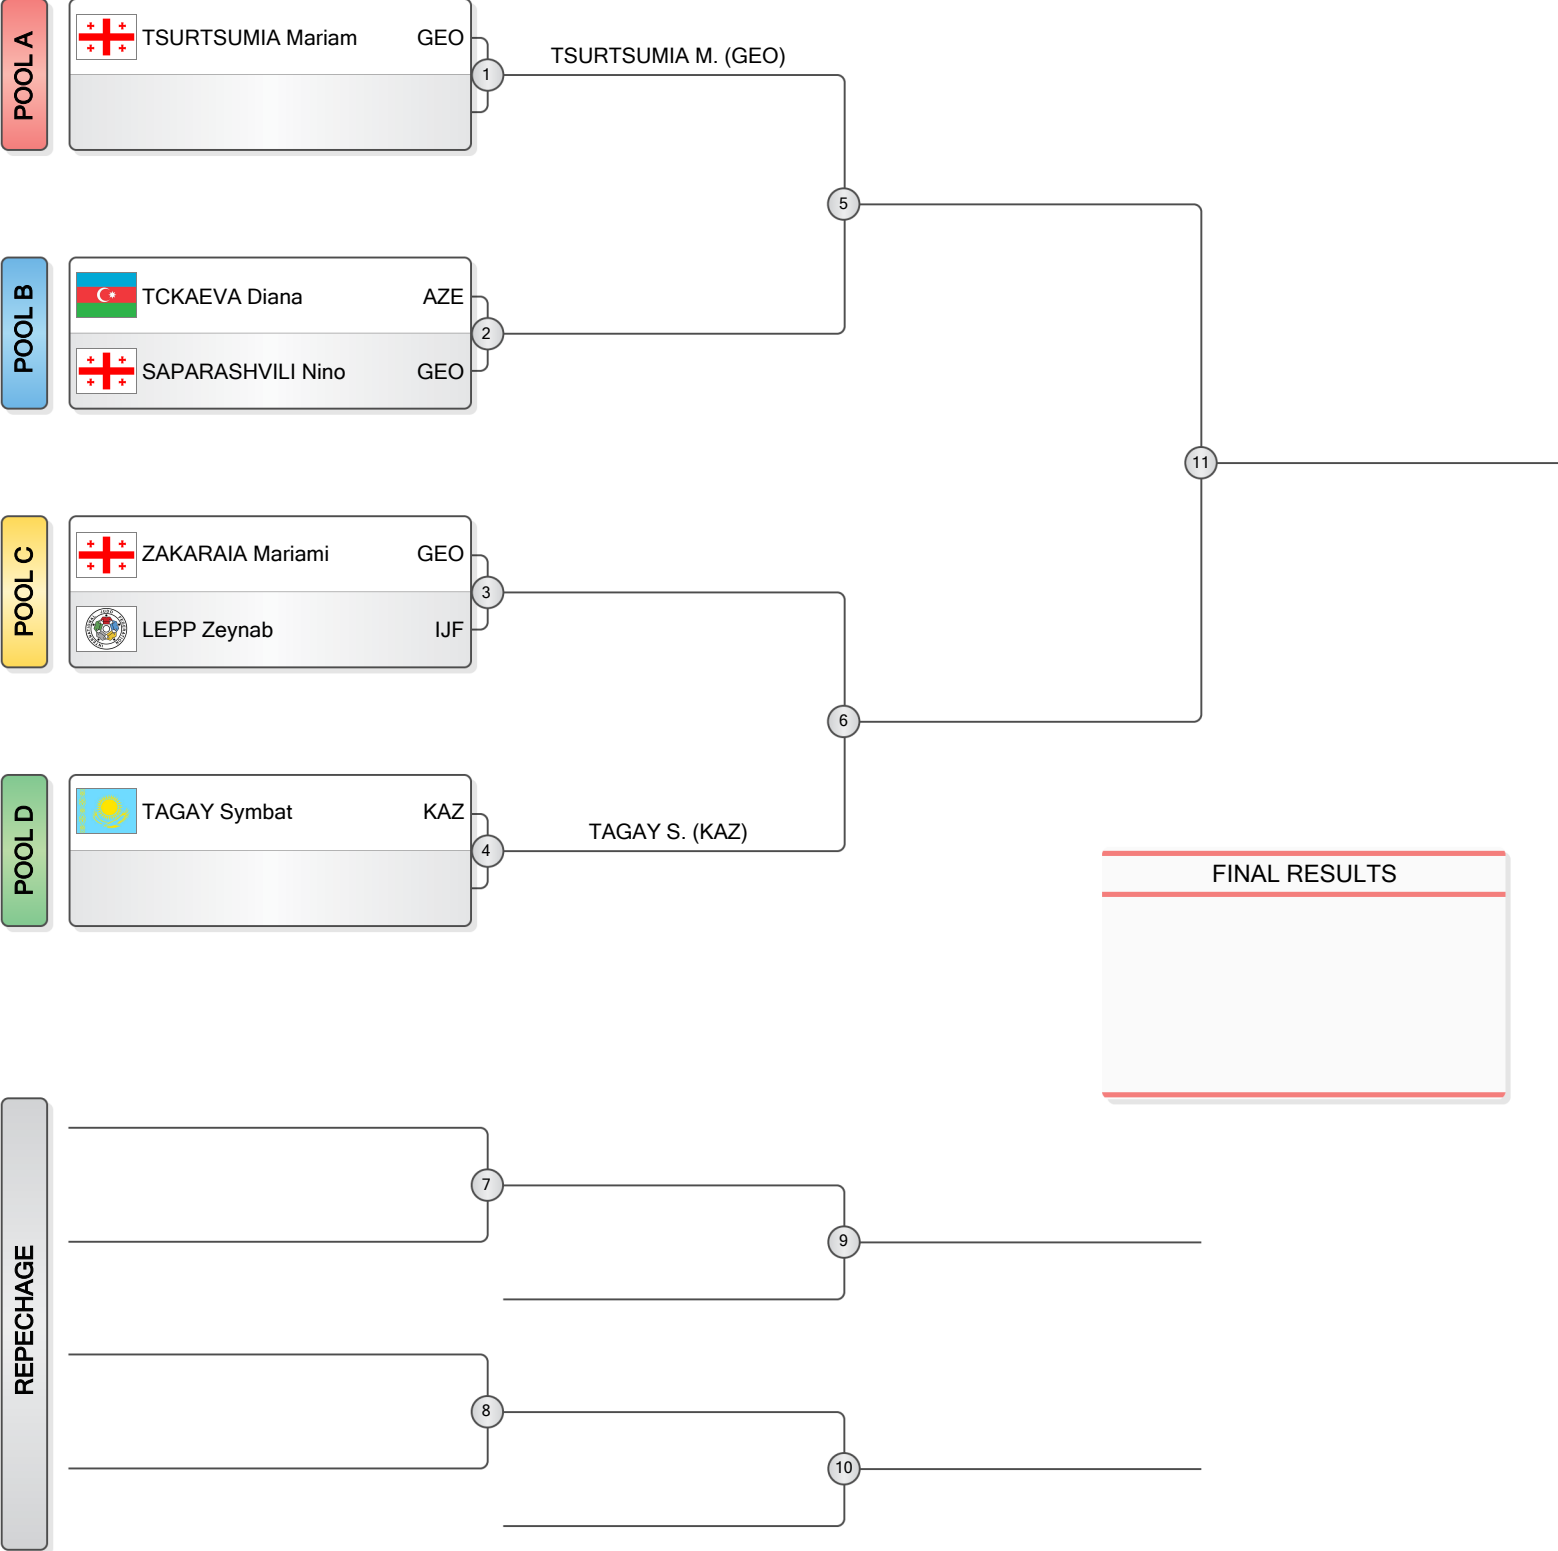 POOL A
TSURTSUMIA Mariam GEO
1
TSURTSUMIA M. (GEO)
5
POOL B
TCKAEVA Diana AZE
2
SAPARASHVILI Nino GEO
11
POOL C
ZAKARAIA Mariami GEO
3
LEPP Zeynab IJF
6
POOL D
TAGAY Symbat KAZ
4
TAGAY S. (KAZ)
FINAL RESULTS
REPECHAGE
7
9
8
10